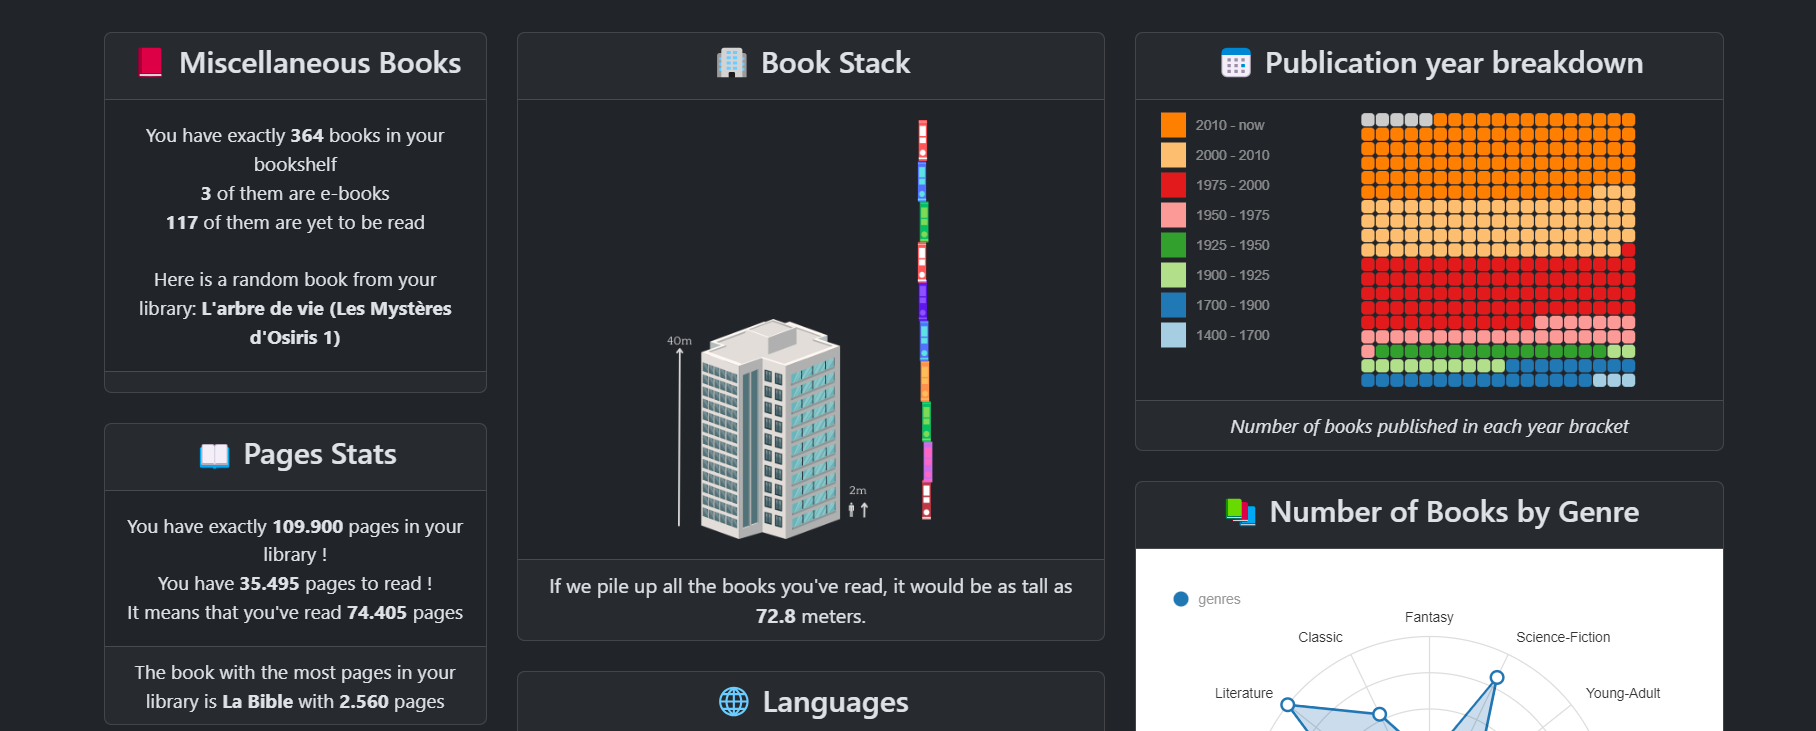 Miscellaneous Books
You have exactly 364 books in your
bookshelf
3 of them are e-books
117 of them are yet to be read
Here is a random book from your
library: L'arbre de vie (Les Mystères
d'Osiris 1)
Pages Stats
You have exactly 109.900 pages in your
library !
You have 35.495 pages to read !
It means that you've read 74.405 pages
The book with the most pages in your
library is La Bible with 2.560 pages
Book Stack
40m
2m
If we pile up all the books you've read, it would be as tall as
72.8 meters.
Languages
Publication year breakdown
2010 - now
2000 - 2010
1975 - 2000
1950 - 1975
1925 - 1950
1900 - 1925
1700 - 1900
1400 - 1700
Number of books published in each year bracket
Number of Books by Genre
genres
Fantasy
Classic
Science-Fiction
Literature
Young-Adult